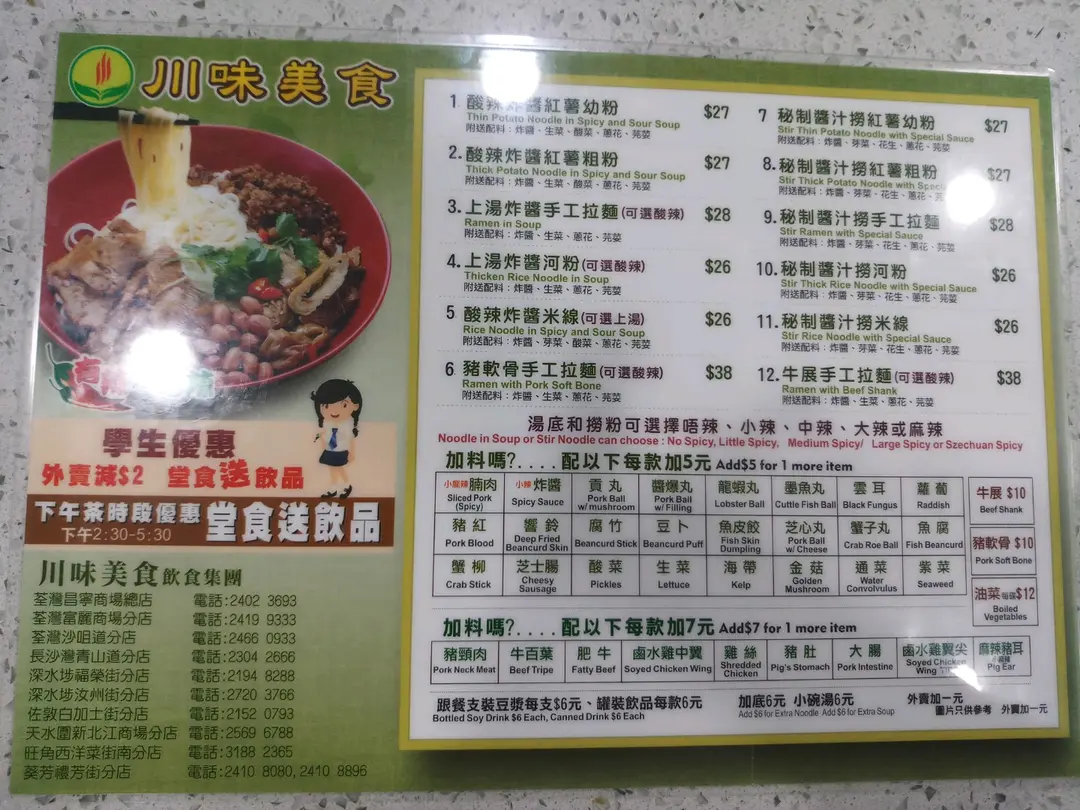 川味美食
學生優惠
外賣減$2 堂食送飲品
下午茶時段優惠 堂食送飲品
下午2:30-5:30
川味美食飲食集團
荃灣昌寧商場總店 電話:2402 3693
荃灣富麗商場分店 電話:2419 9333
荃灣沙咀道分店 電話:2466 0933
長沙灣青山道分店 電話:2304 2666
深水埗福榮街分店 電話:2194 8288
深水埗汝州街分店 電話:2720 3766
佐敦白加士街分店 電話:2152 0793
天水圍新北江商場分店 電話:2569 6788
旺角西洋菜街南分店 電話:3188 2365
葵芳禮芳街分店 電話:2410 8080, 2410 8896
1 酸辣炸醬紅薯幼粉 $27
Thin Potato Noodle in Spicy and Sour Soup
附送配料：炸醬、生菜、酸菜、蔥花、芫荽
2. 酸辣炸醬紅薯粗粉 $27
Thick Potato Noodle in Spicy and Sour Soup
附送配料：炸醬、生菜、酸菜、蔥花、芫荽
3. 上湯炸醬手工拉麵(可選酸辣) $28
Ramen in Soup
附送配料：炸醬、生菜、蔥花、芫荽
4. 上湯炸醬河粉(可選酸辣) $26
Thicken Rice Noodle in Soup
附送配料：炸醬、生菜、蔥花、芫荽
5 酸辣炸醬米線(可選上湯) $26
Rice Noodle in Spicy and Sour Soup
附送配料：炸醬、芽菜、酸菜、蔥花、芫荽
6 豬軟骨手工拉麵(可選酸辣) $38
Ramen with Pork Soft Bone
附送配料：炸醬、生菜、蔥花、芫荽
7 秘制醬汁撈紅薯幼粉 $27
Stir Thin Potato Noodle with Special Sauce
附送配料：炸醬、芽菜、花生、蔥花、芫荽
8. 秘制醬汁撈紅薯粗粉 $27
Stir Thick Potato Noodle with
附送配料：炸醬、芽菜、花生、蔥花、芫荽
9. 秘制醬汁撈手工拉麵 $28
Stir Ramen with Special Sauce
附送配料：炸醬、芽菜、花生、蔥花、芫荽
10. 秘制醬汁撈河粉 $26
Stir Thick Rice Noodle with Special Sauce
附送配料：炸醬、芽菜、花生、蔥花、芫荽
11. 秘制醬汁撈米線 $26
Stir Rice Noodle with Special Sauce
附送配料：炸醬、芽菜、花生、蔥花、芫荽
12. 牛展手工拉麵(可選酸辣) $38
Ramen with Beef Shank
附送配料：炸醬、生菜、蔥花、芫荽
湯底和撈粉可選擇唔辣、小辣、中辣、大辣或麻辣
Noodle in Soup or Stir Noodle can choose : No Spicy, Little Spicy, Medium Spicy/ Large Spicy or Szechuan Spicy
加料嗎?....配以下每款加5元 Add$5 for 1 more item
小麻辣腩肉 小辣炸醬 貢丸 醬爆丸 龍蝦丸 墨魚丸 雲耳 蘿蔔
Sliced Pork (Spicy) Spicy Sauce Pork Ball w/ mushroom Pork Ball w/ Filling Lobster Ball Cuttle Fish Ball Black Fungus Raddish
豬紅 響鈴 腐竹 豆卜 魚皮餃 芝心丸 蟹子丸 魚腐
Pork Blood Deep Fried Beancurd Skin Beancurd Stick Beancurd Puff Fish Skin Dumpling Pork Ball w/ Cheese Crab Roe Ball Fish Beancurd
蟹柳 芝士腸 酸菜 生菜 海帶 金菇 通菜 紫菜
Crab Stick Cheesy Sausage Pickles Lettuce Kelp Golden Mushroom Water Convolvulus Seaweed
牛展 $10
Beef Shank
豬軟骨 $10
Pork Soft Bone
油菜每碟$12
Boiled Vegetables
加料嗎?....配以下每款加7元 Add$7 for 1 more item
豬頸肉 牛百葉 肥牛 鹵水雞中翼 雞絲 豬肚 大腸 鹵水雞翼尖 麻辣豬耳
Pork Neck Meat Beef Tripe Fatty Beef Soyed Chicken Wing Shredded Chicken Pig's Stomach Pork Intestine Soyed Chicken Wing Pig Ear
跟餐支裝豆漿每支$6元、罐裝飲品每款6元 加底6元 小碗湯6元 外賣加一元
Bottled Soy Drink $6 Each, Canned Drink $6 Each Add $6 for Extra Noodle Add $6 for Extra Soup 圖片只供參考 外賣加一元